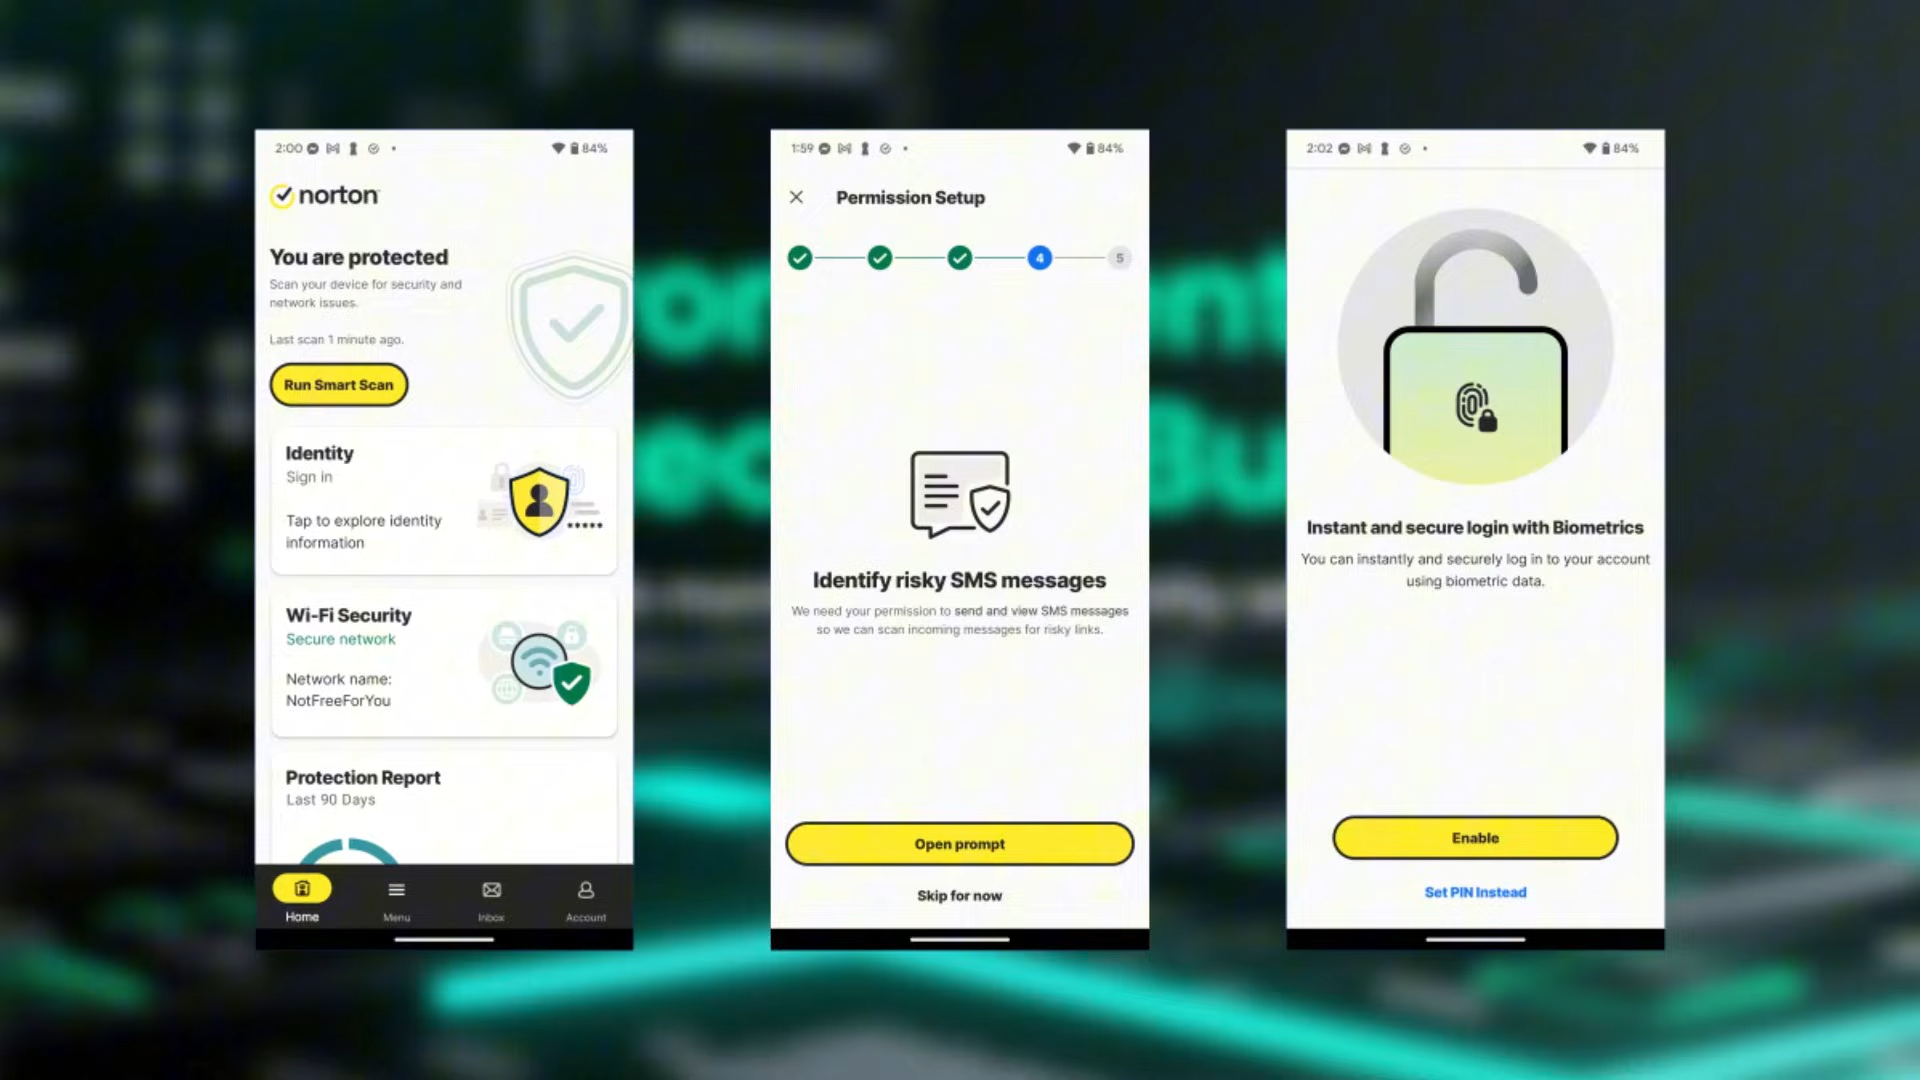 2:00
84%
norton
You are protected
Scan your device for security and
network issues.
Last scan 1 minute ago.
Run Smart Scan
Identity
Sign in
Tap to explore identity
information
Wi-Fi Security
Secure network
Network name:
NotFreeForYou
Protection Report
Last 90 Days
Home
Menu
Inbox
Account
1:59
84%
Permission Setup
4
5
Identify risky SMS messages
We need your permission to send and view SMS messages
so we can scan incoming messages for risky links.
Open prompt
Skip for now
2:02
84%
Instant and secure login with Biometrics
You can instantly and securely log in to your account
using biometric data.
Enable
Set PIN Instead